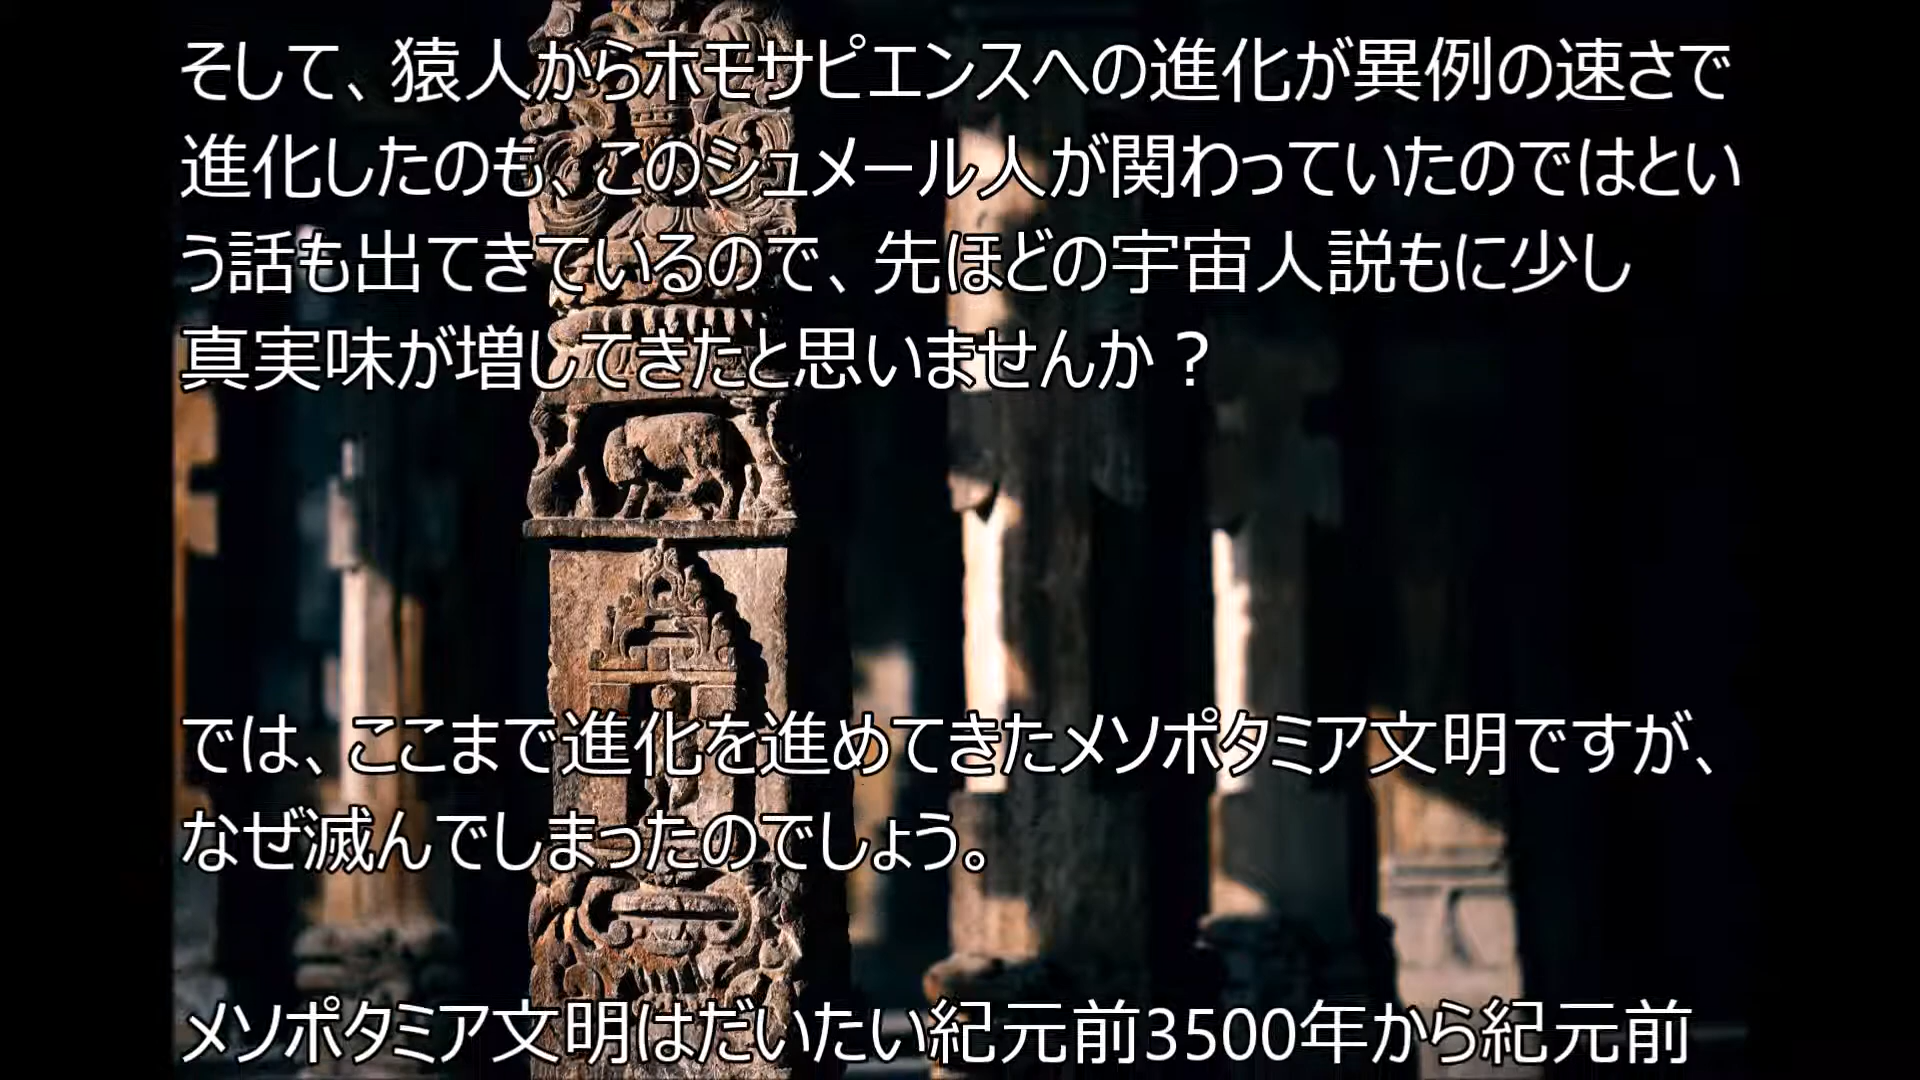 そして、猿人からホモサピエンスへの進化が異例の速さで
進化したのも、このシュメール人が関わっていたのではとい
う話も出てきているので、先ほどの宇宙人説もに少し
真実味が増してきたと思いませんか？
では、ここまで進化を進めてきたメソポタミア文明ですが、
なぜ滅んでしまったのでしょう。
メソポタミア文明はだいたい紀元前3500年から紀元前